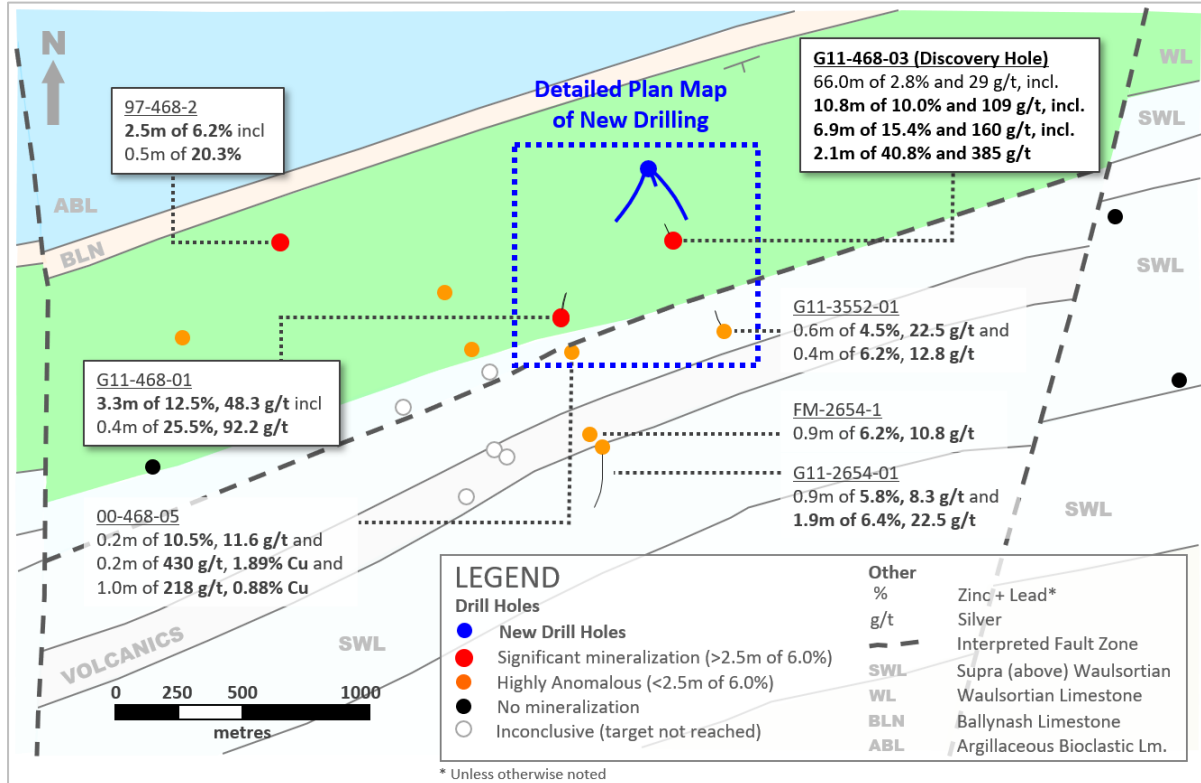 N
97-468-2
2.5m of 6.2% incl
0.5m of 20.3%
Detailed Plan Map
of New Drilling
G11-468-03 (Discovery Hole)
66.0m of 2.8% and 29 g/t, incl.
10.8m of 10.0% and 109 g/t, incl.
6.9m of 15.4% and 160 g/t, incl.
2.1m of 40.8% and 385 g/t
WL
SWL
ABL
BLN
SWL
G11-3552-01
0.6m of 4.5%, 22.5 g/t and
0.4m of 6.2%, 12.8 g/t
G11-468-01
3.3m of 12.5%, 48.3 g/t incl
0.4m of 25.5%, 92.2 g/t
FM-2654-1
0.9m of 6.2%, 10.8 g/t
G11-2654-01
0.9m of 5.8%, 8.3 g/t and
1.9m of 6.4%, 22.5 g/t
00-468-05
0.2m of 10.5%, 11.6 g/t and
0.2m of 430 g/t, 1.89% Cu and
1.0m of 218 g/t, 0.88% Cu
SWL
VOLCANICS
SWL
0 250 500 1000
metres
LEGEND
Drill Holes
New Drill Holes
Significant mineralization (>2.5m of 6.0%)
Highly Anomalous (<2.5m of 6.0%)
No mineralization
Inconclusive (target not reached)
Other
% Zinc + Lead*
g/t Silver
Interpreted Fault Zone
SWL Supra (above) Waulsortian
WL Waulsortian Limestone
BLN Ballynash Limestone
ABL Argillaceous Bioclastic Lm.
* Unless otherwise noted